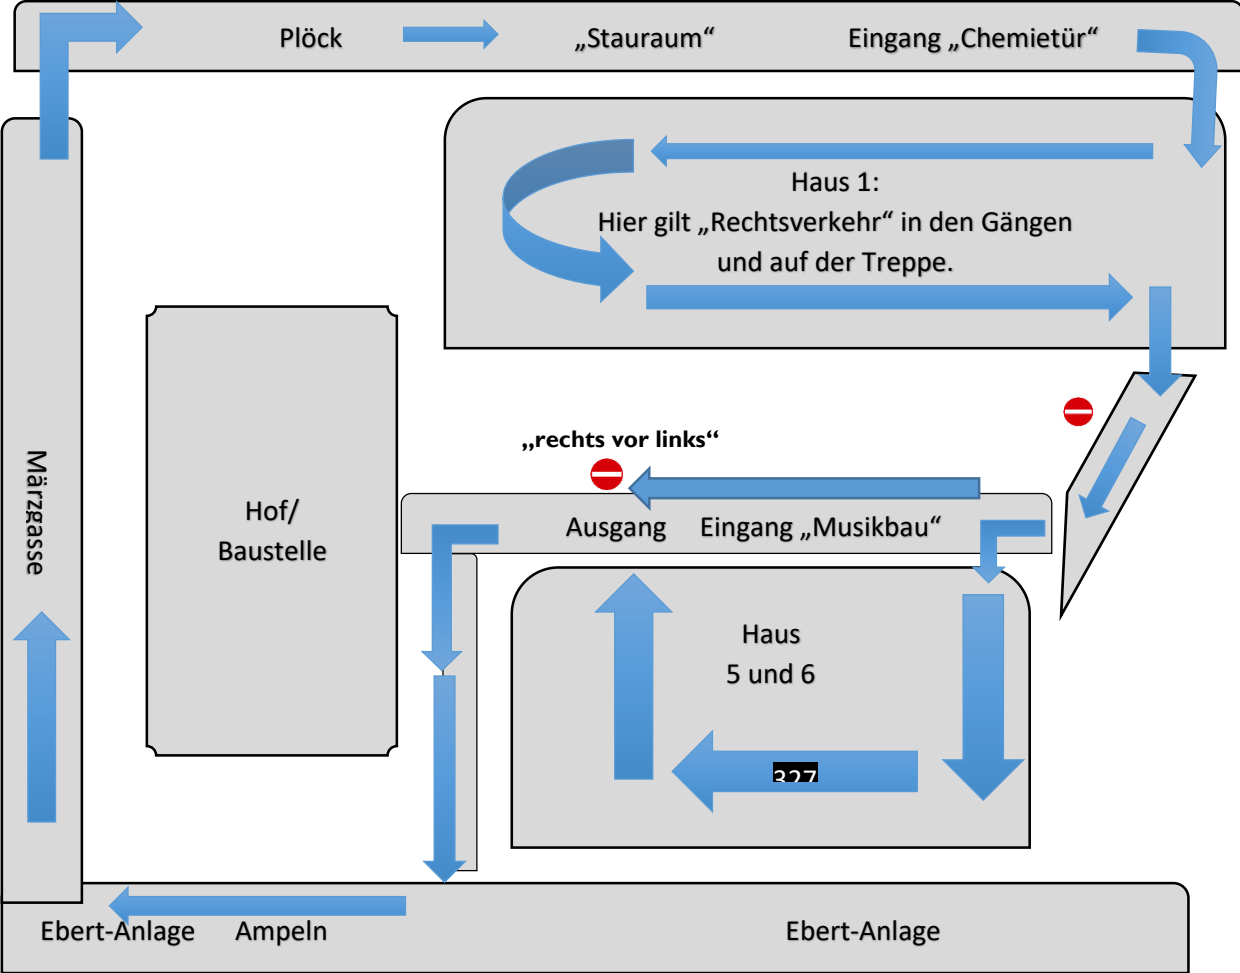 Plöck
„Stauraum“
Eingang „Chemietür“
Haus 1:
Hier gilt „Rechtsverkehr“ in den Gängen
und auf der Treppe.
Märzgasse
Hof/
Baustelle
„rechts vor links“
Ausgang
Eingang „Musikbau“
Haus
5 und 6
327
Ebert-Anlage
Ampeln
Ebert-Anlage